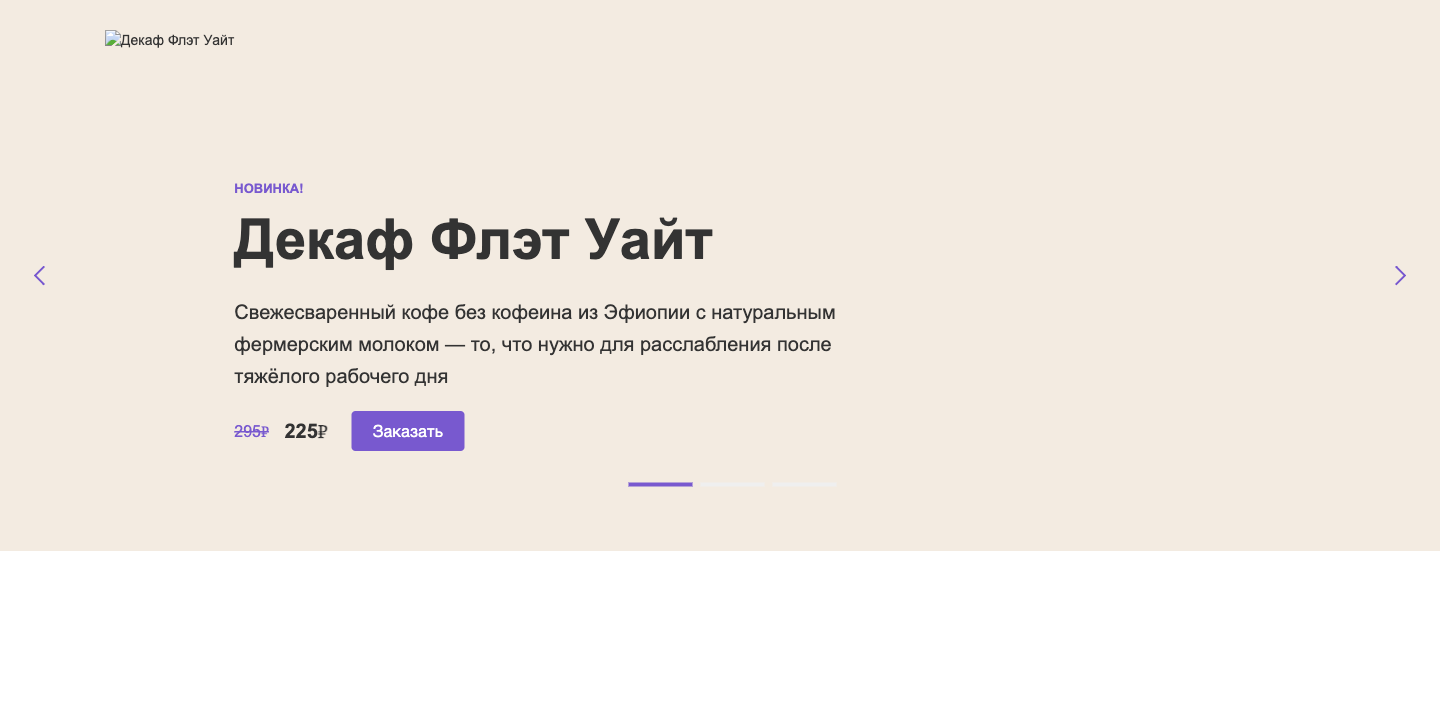 Декаф Флэт Уайт
НОВИНКА!
Декаф Флэт Уайт
Свежесваренный кофе без кофеина из Эфиопии с натуральным
фермерским молоком — то, что нужно для расслабления после
тяжёлого рабочего дня
295₽ 225₽ Заказать